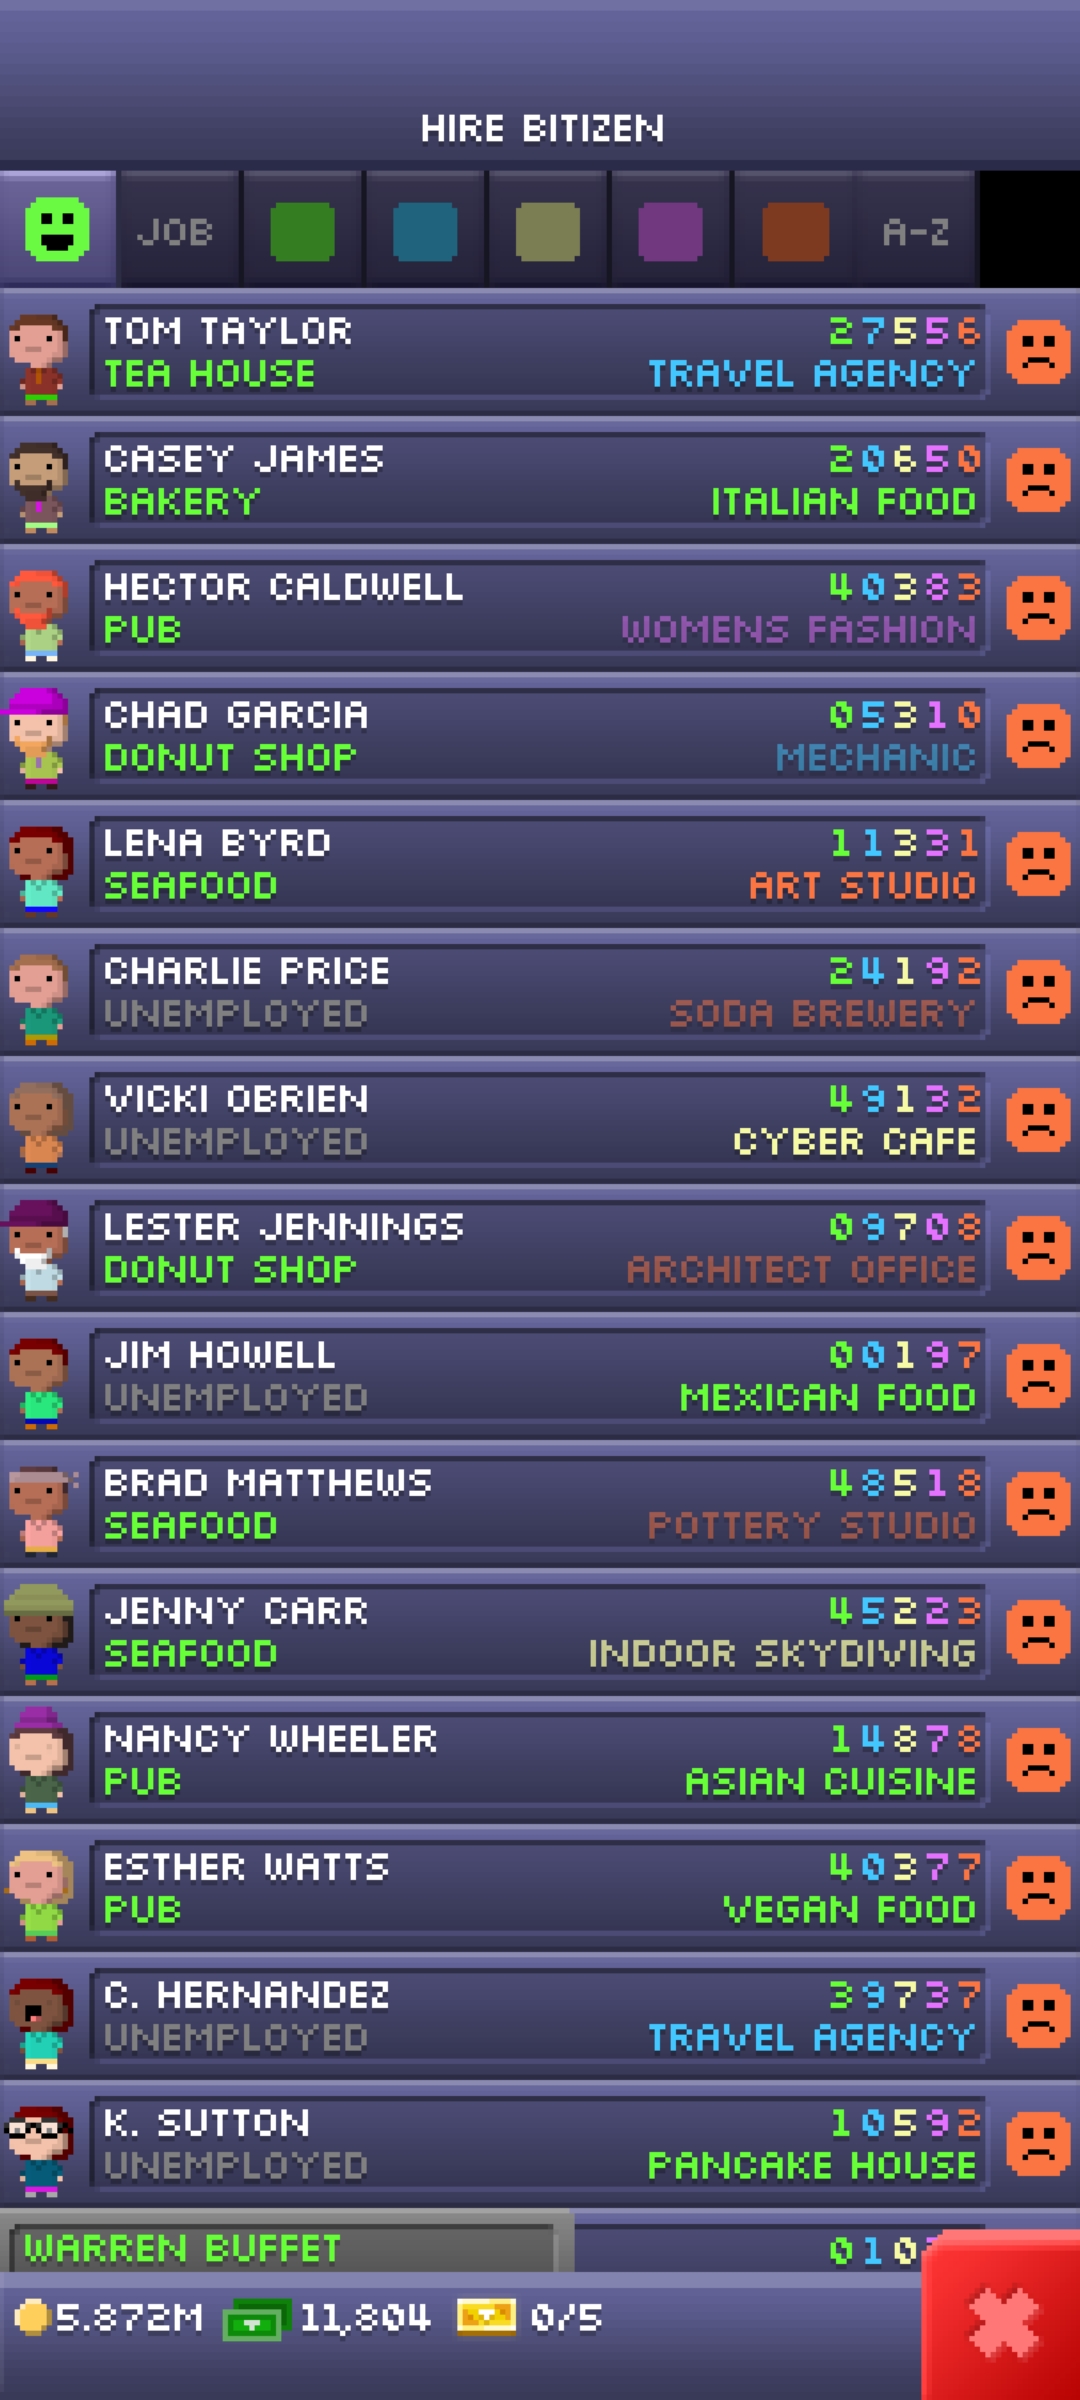 HIRE BITIZEN
JOB A-Z
TOM TAYLOR 27556
TEA HOUSE TRAVEL AGENCY
CASEY JAMES 20650
BAKERY ITALIAN FOOD
HECTOR CALDWELL 40383
PUB WOMENS FASHION
CHAD GARCIA 05310
DONUT SHOP MECHANIC
LENA BYRD 11331
SEAFOOD ART STUDIO
CHARLIE PRICE 24192
UNEMPLOYED SODA BREWERY
VICKI OBRIEN 49132
UNEMPLOYED CYBER CAFE
LESTER JENNINGS 09708
DONUT SHOP ARCHITECT OFFICE
JIM HOWELL 00197
UNEMPLOYED MEXICAN FOOD
BRAD MATTHEWS 48518
SEAFOOD POTTERY STUDIO
JENNY CARR 45223
SEAFOOD INDOOR SKYDIVING
NANCY WHEELER 14878
PUB ASIAN CUISINE
ESTHER WATTS 40377
PUB VEGAN FOOD
C. HERNANDEZ 39737
UNEMPLOYED TRAVEL AGENCY
K. SUTTON 10592
UNEMPLOYED PANCAKE HOUSE
WARREN BUFFET 010
5.872M 11,804 0/5